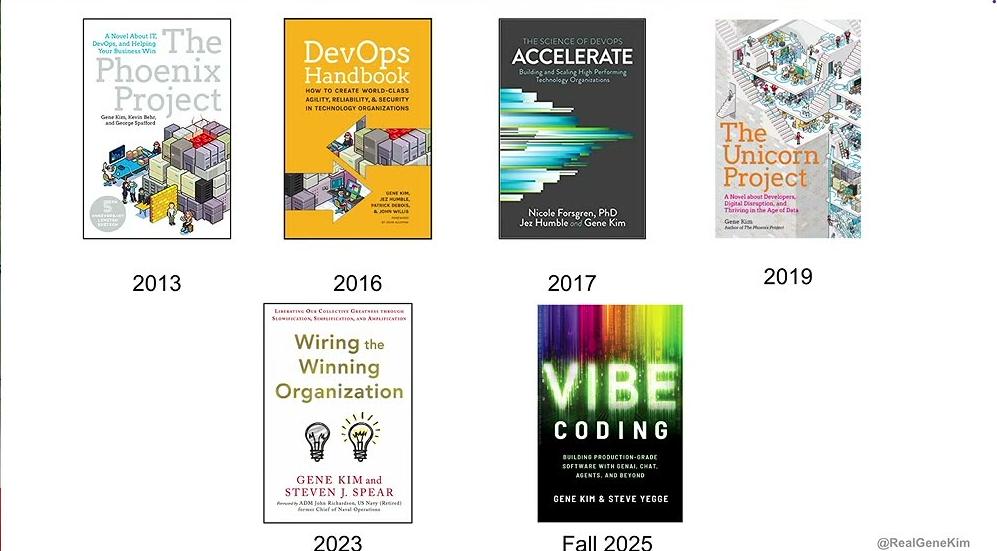 A Novel About IT,
DevOps, and Helping
Your Business Win
The
Phoenix
Project
Gene Kim, Kevin Behr,
and George Spafford
5
ANNIVERSARY
LIMITED
EDITION
2013
DevOps
Handbook
HOW TO CREATE WORLD-CLASS
AGILITY, RELIABILITY, & SECURITY
IN TECHNOLOGY ORGANIZATIONS
GENE KIM,
JEZ HUMBLE,
PATRICK DEBOIS,
& JOHN WILLIS
2016
THE SCIENCE OF DEVOPS
ACCELERATE
Building and Scaling High Performing
Technology Organizations
Nicole Forsgren, PhD
Jez Humble and Gene Kim
2017
The
Unicorn
Project
A Novel about Developers,
Digital Disruption, and
Thriving in the Age of Data
Gene Kim
Author of The Phoenix Project
2019
Liberating Our Collective Greatness through
Slowification, Simplification, and Amplification
Wiring the
Winning
Organization
GENE KIM and
STEVEN J. SPEAR
Foreword by ADM John Richardson, US Navy (Retired)
former Chief of Naval Operations
2023
VIBE
CODING
BUILDING PRODUCTION-GRADE
SOFTWARE WITH GENAI, CHAT,
AGENTS, AND BEYOND
GENE KIM & STEVE YEGGE
Fall 2025
@RealGeneKim